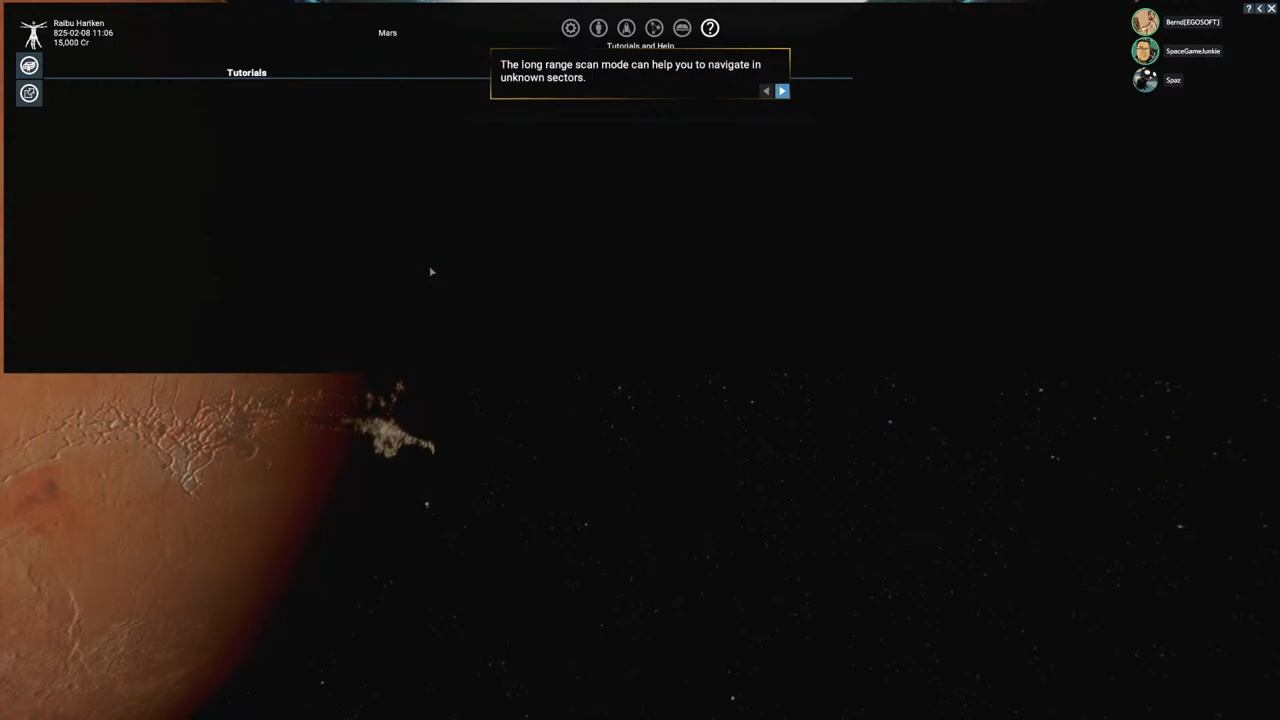 Raibu Hariken
825-02-08 11:06
15,000 Cr
Mars
Tutorials and Help
Tutorials
The long range scan mode can help you to navigate in
unknown sectors.
Bernd[EGOSOFT]
SpaceGameJunkie
Spaz